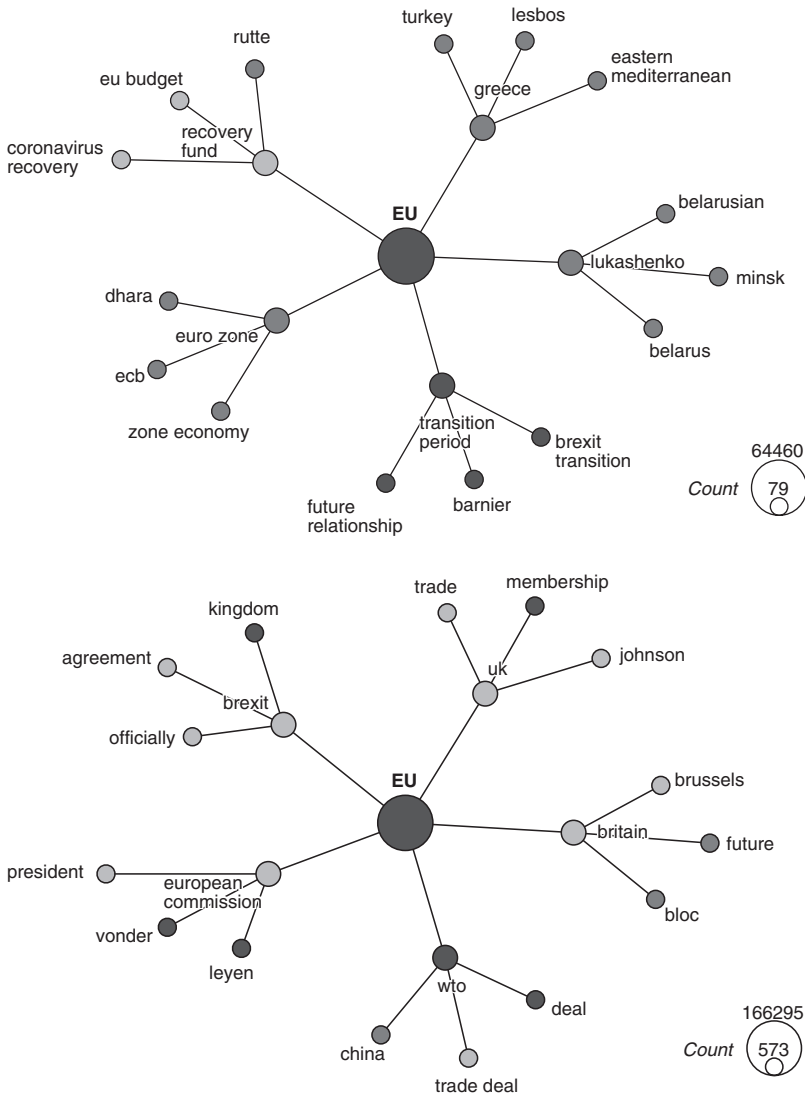 turkey
lesbos
rutte
eastern
mediterranean
eu budget
greece
recovery
fund
coronavirus
recovery
EU
belarusian
lukashenko
minsk
dhara
euro zone
belarus
ecb
zone economy
transition
period
brexit
transition
future
relationship
barnier
64460
Count
79
trade
membership
kingdom
agreement
uk
johnson
brexit
officially
EU
brussels
britain
future
president
european
commission
bloc
vonder
leyen
wto
deal
china
trade deal
166295
Count
573